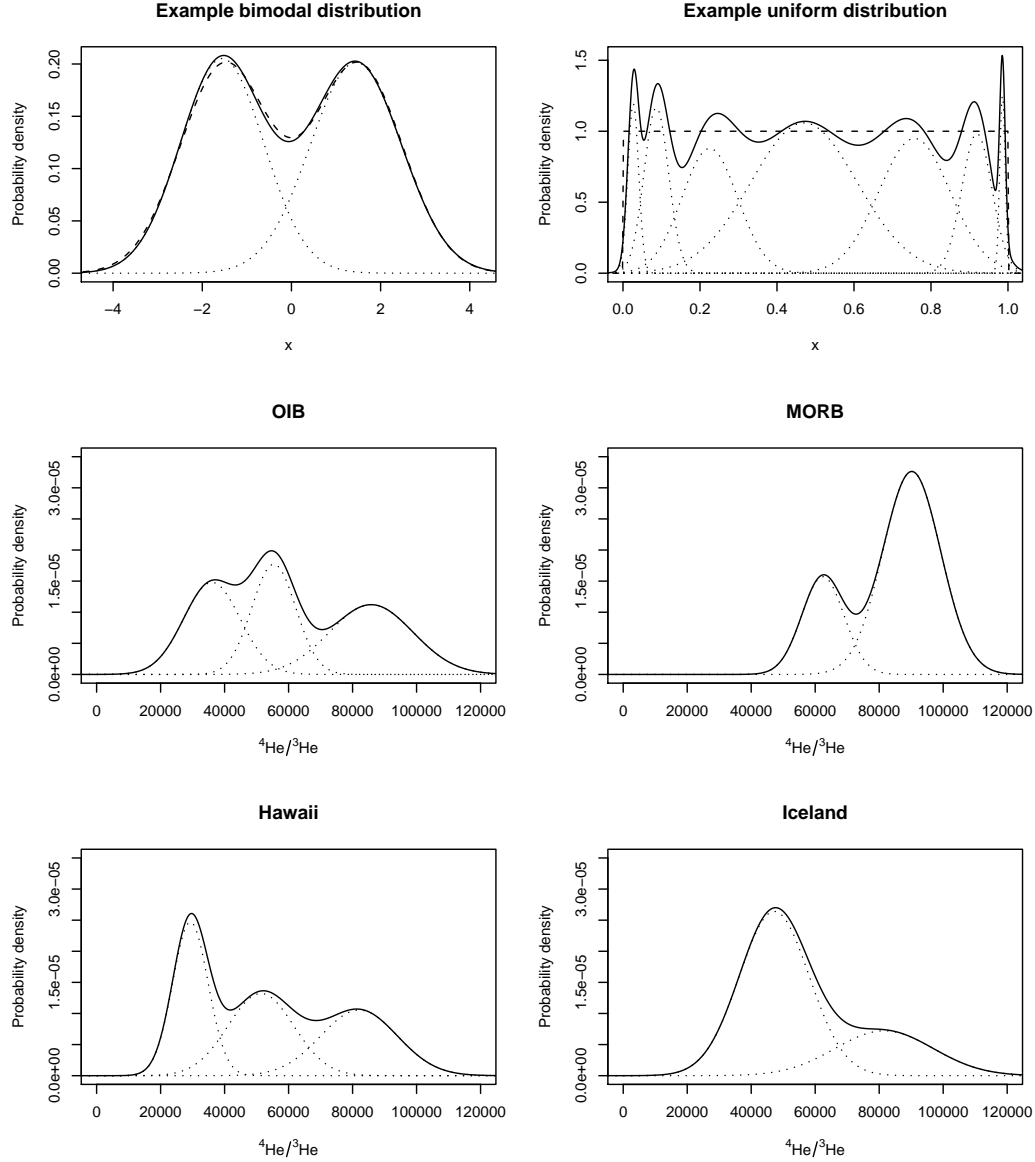 Example bimodal distribution
Probability density
0.00 0.05 0.10 0.15 0.20
−4 −2 0 2 4
x
Example uniform distribution
Probability density
0.0 0.5 1.0 1.5
0.0 0.2 0.4 0.6 0.8 1.0
x
OIB
Probability density
0.0e+00 1.5e−05 3.0e−05
0 20000 40000 60000 80000 100000 120000
⁴He/³He
MORB
Probability density
0.0e+00 1.5e−05 3.0e−05
0 20000 40000 60000 80000 100000 120000
⁴He/³He
Hawaii
Probability density
0.0e+00 1.5e−05 3.0e−05
0 20000 40000 60000 80000 100000 120000
⁴He/³He
Iceland
Probability density
0.0e+00 1.5e−05 3.0e−05
0 20000 40000 60000 80000 100000 120000
⁴He/³He